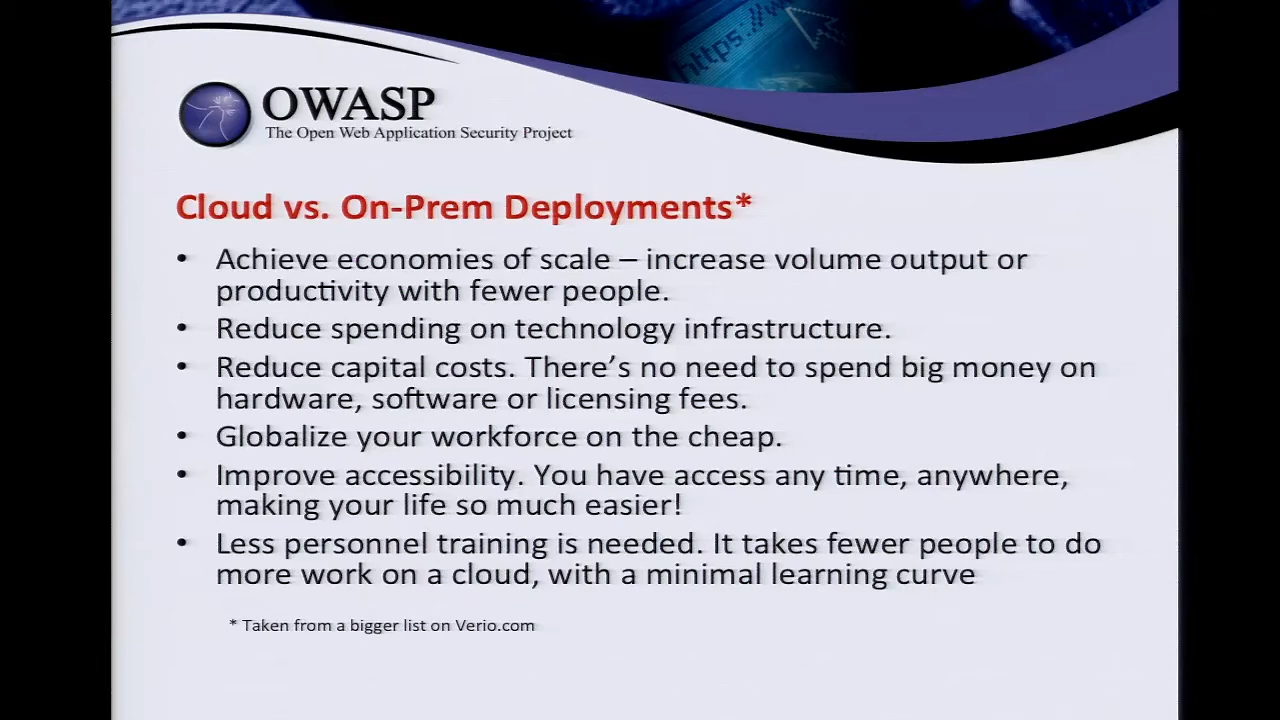 https://w
OWASP
The Open Web Application Security Project
Cloud vs. On-Prem Deployments*
• Achieve economies of scale – increase volume output or
productivity with fewer people.
• Reduce spending on technology infrastructure.
• Reduce capital costs. There’s no need to spend big money on
hardware, software or licensing fees.
• Globalize your workforce on the cheap.
• Improve accessibility. You have access any time, anywhere,
making your life so much easier!
• Less personnel training is needed. It takes fewer people to do
more work on a cloud, with a minimal learning curve
* Taken from a bigger list on Verio.com